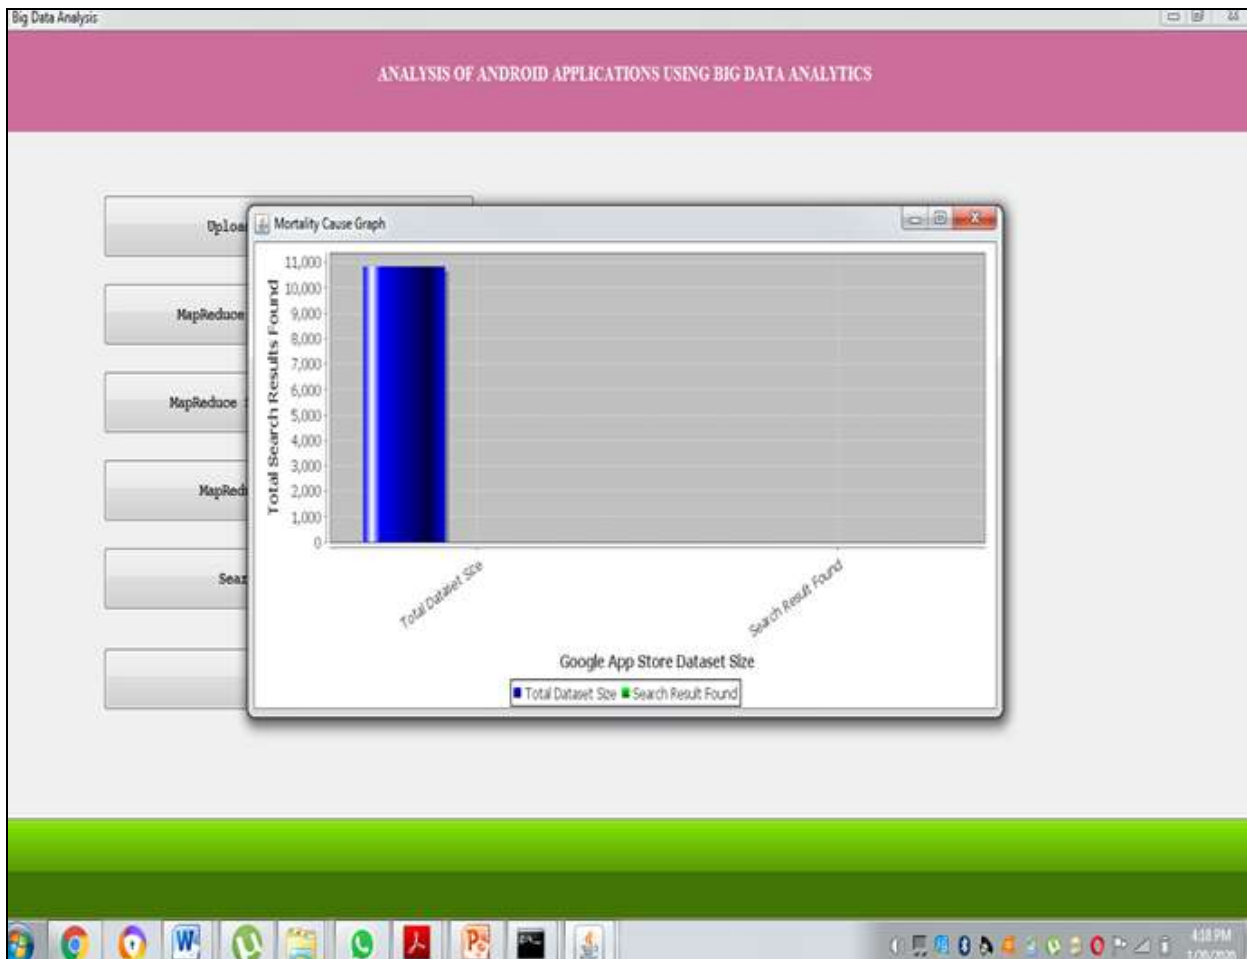 Big Data Analysis
ANALYSIS OF ANDROID APPLICATIONS USING BIG DATA ANALYTICS
Mortality Cause Graph
MapReduce
MapReduce
Total Search Results Found
11,000
10,000
9,000
8,000
7,000
6,000
5,000
4,000
3,000
2,000
1,000
0
Total Dataset Size
Search Result Found
Google App Store Dataset Size
Total Dataset Size Search Result Found
4:18 PM